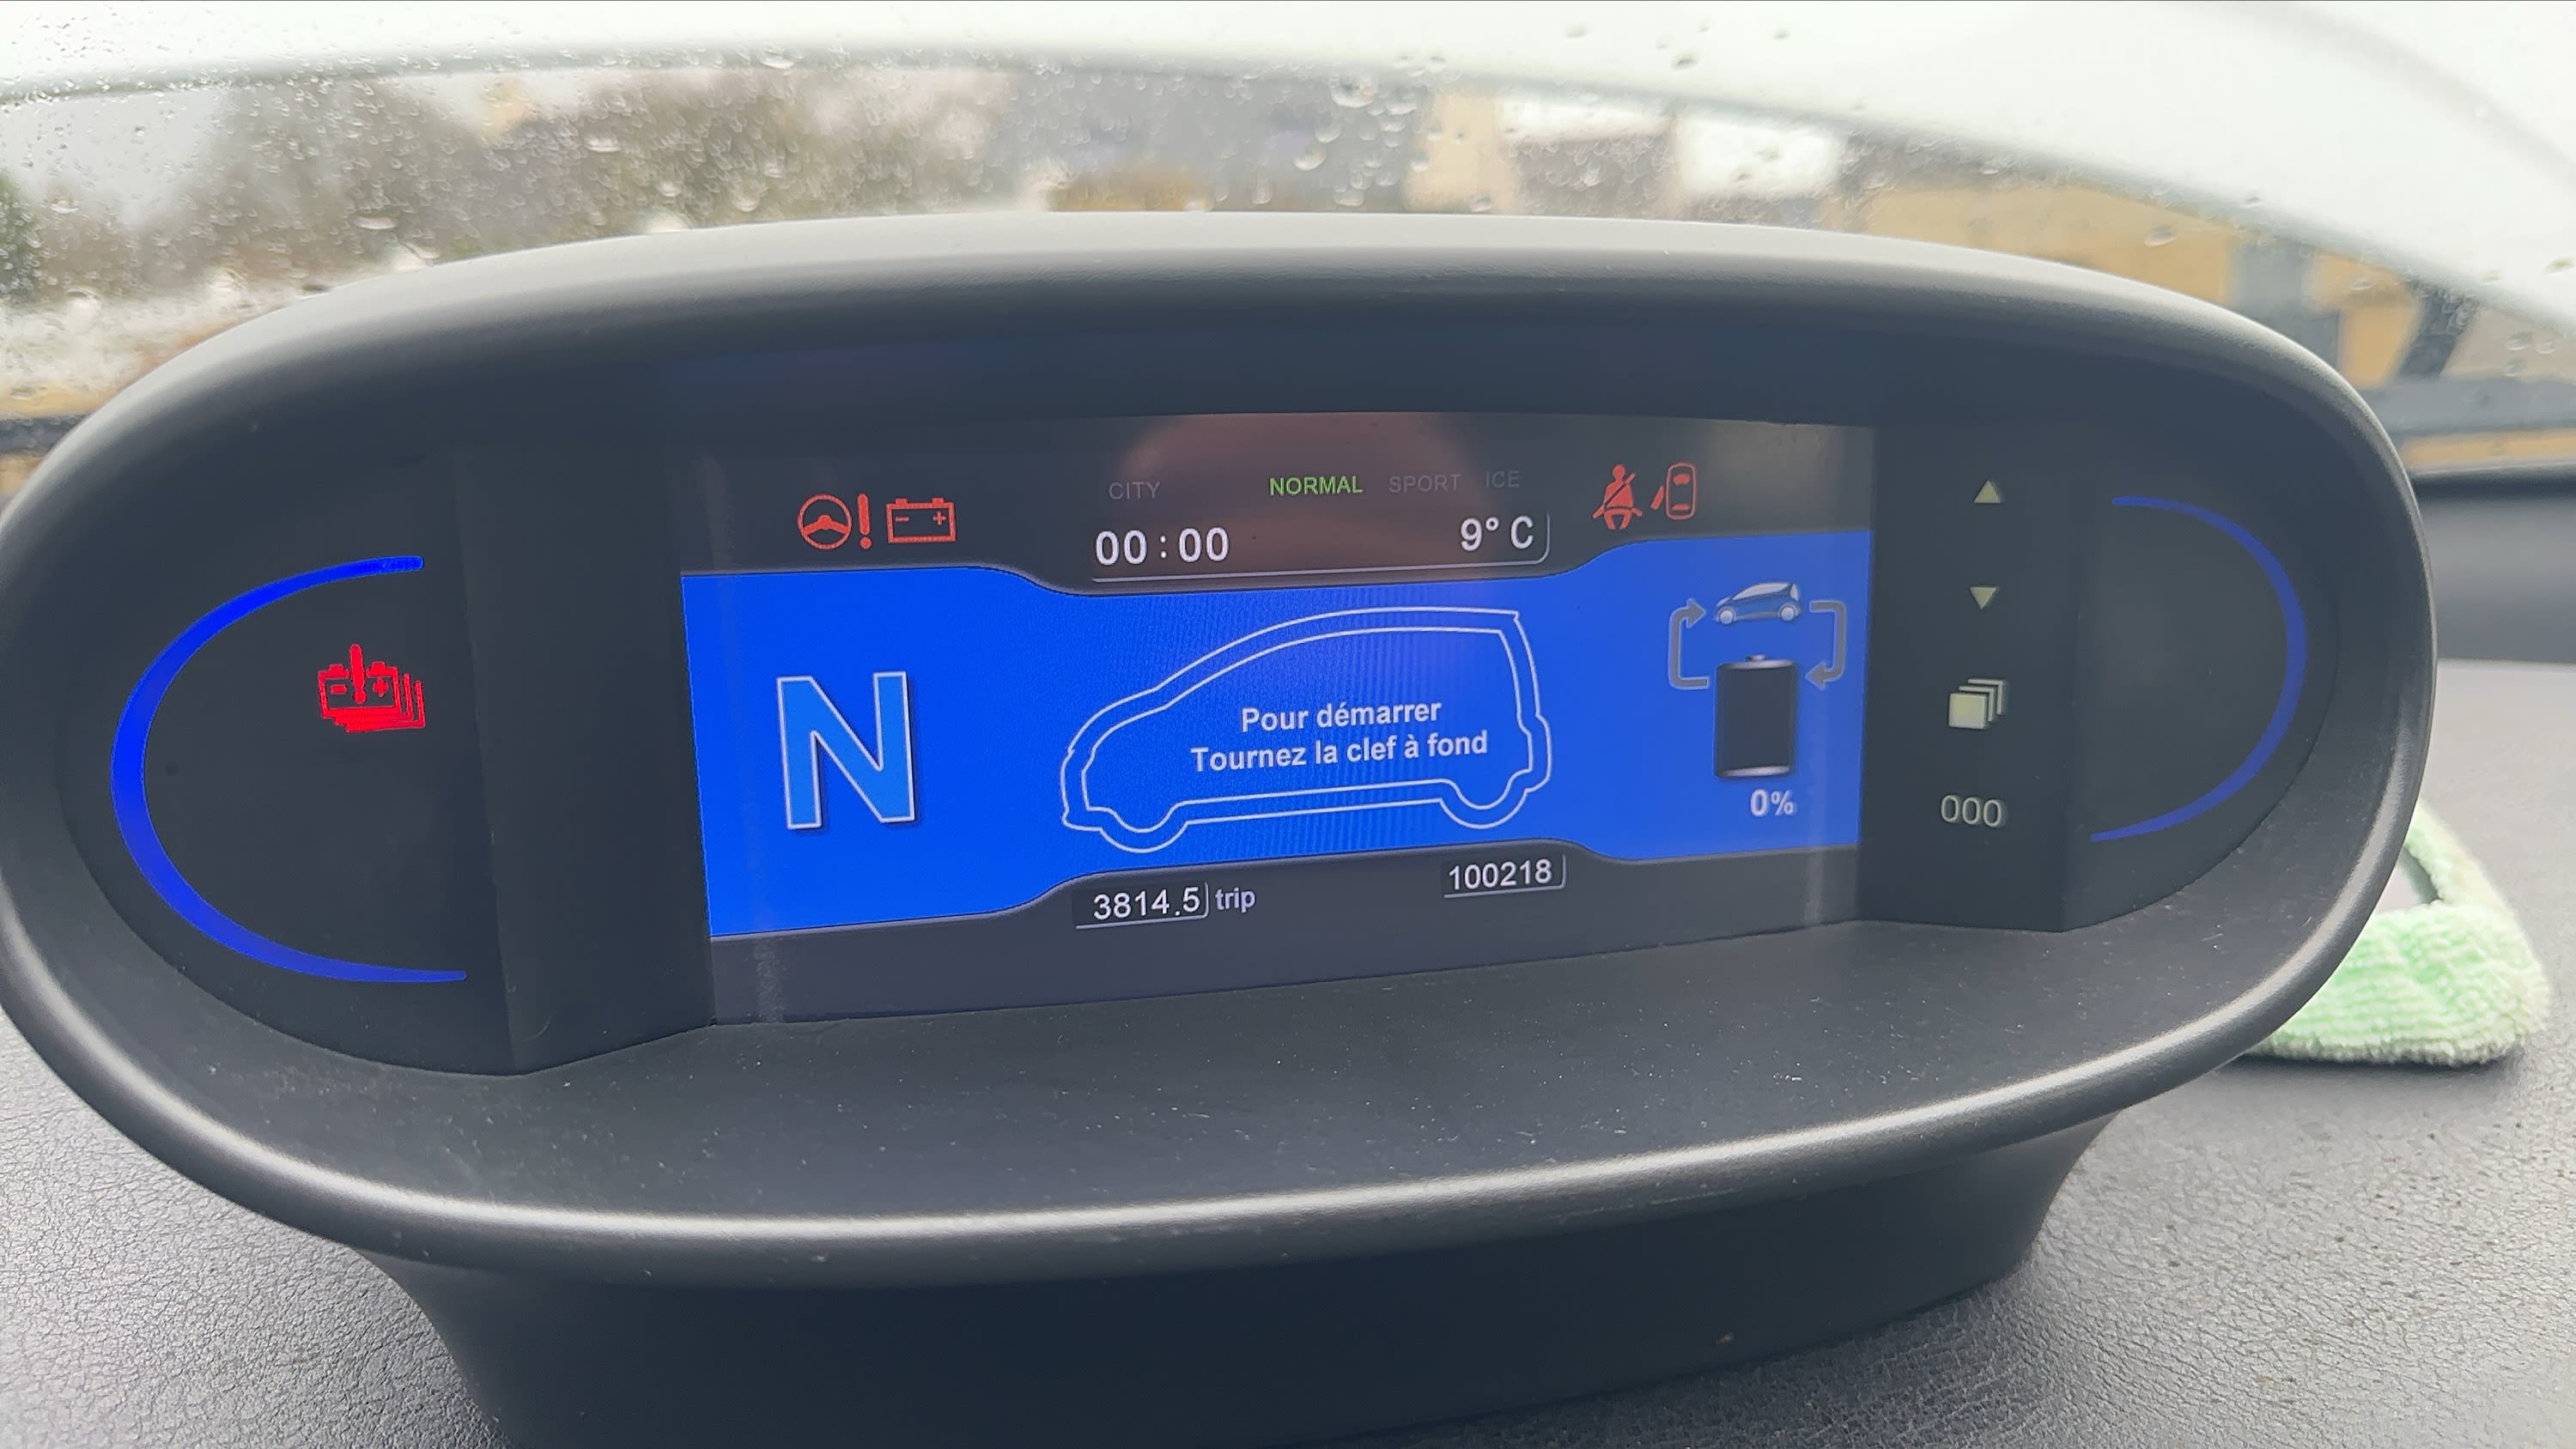 CITY NORMAL SPORT ICE
00:00 9° C
N
Pour démarrer
Tournez la clef à fond
0%
000
3814.5 trip 100218